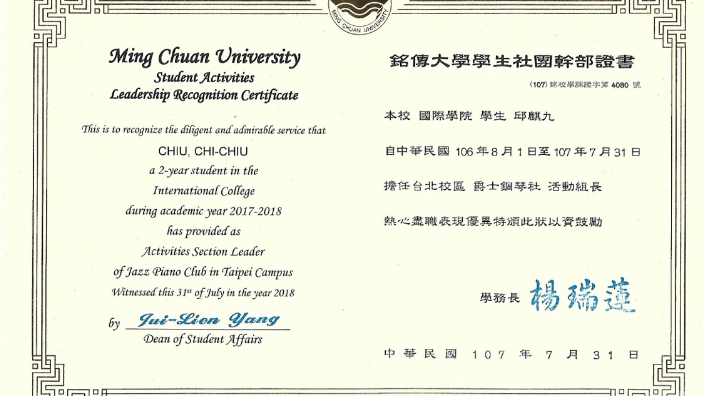 MING CHUAN UNIVERSITY
Ming Chuan University
Student Activities
Leadership Recognition Certificate
This is to recognize the diligent and admirable service that
CHIU, CHI-CHIU
a 2-year student in the
International College
during academic year 2017-2018
has provided as
Activities Section Leader
of Jazz Piano Club in Taipei Campus
Witnessed this 31st of July in the year 2018
by Jui-Lien Yang
Dean of Student Affairs
銘傳大學學生社團幹部證書
(107) 銘校學課證字第 4080 號
本校 國際學院 學生 邱麒九
自中華民國 106 年 8 月 1 日至 107 年 7 月 31 日
擔任台北校區 爵士鋼琴社 活動組長
熱心盡職表現優異特頒此狀以資鼓勵
學務長 楊瑞蓮
中 華 民 國 107 年 7 月 31 日